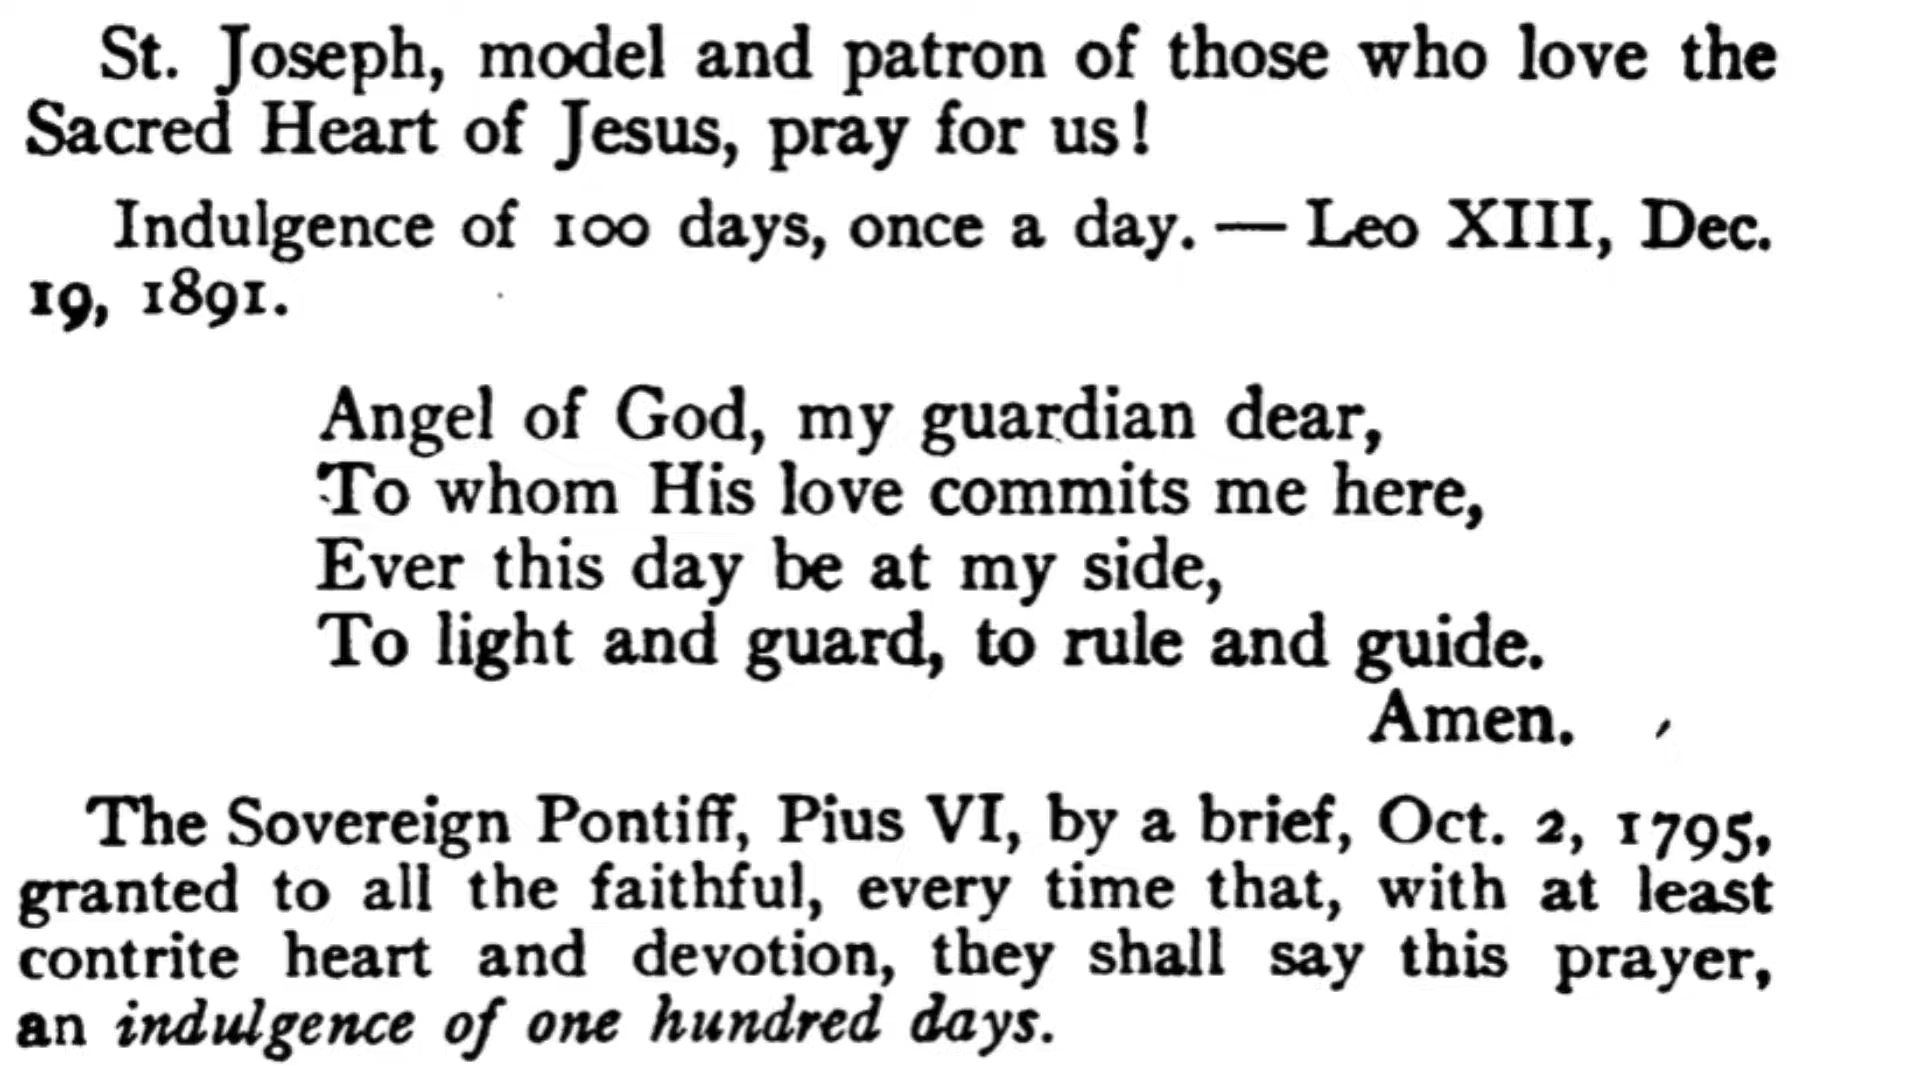 St. Joseph, model and patron of those who love the
Sacred Heart of Jesus, pray for us!
Indulgence of 100 days, once a day. — Leo XIII, Dec.
19, 1891.
Angel of God, my guardian dear,
To whom His love commits me here,
Ever this day be at my side,
To light and guard, to rule and guide.
Amen.
The Sovereign Pontiff, Pius VI, by a brief, Oct. 2, 1795,
granted to all the faithful, every time that, with at least
contrite heart and devotion, they shall say this prayer,
an indulgence of one hundred days.